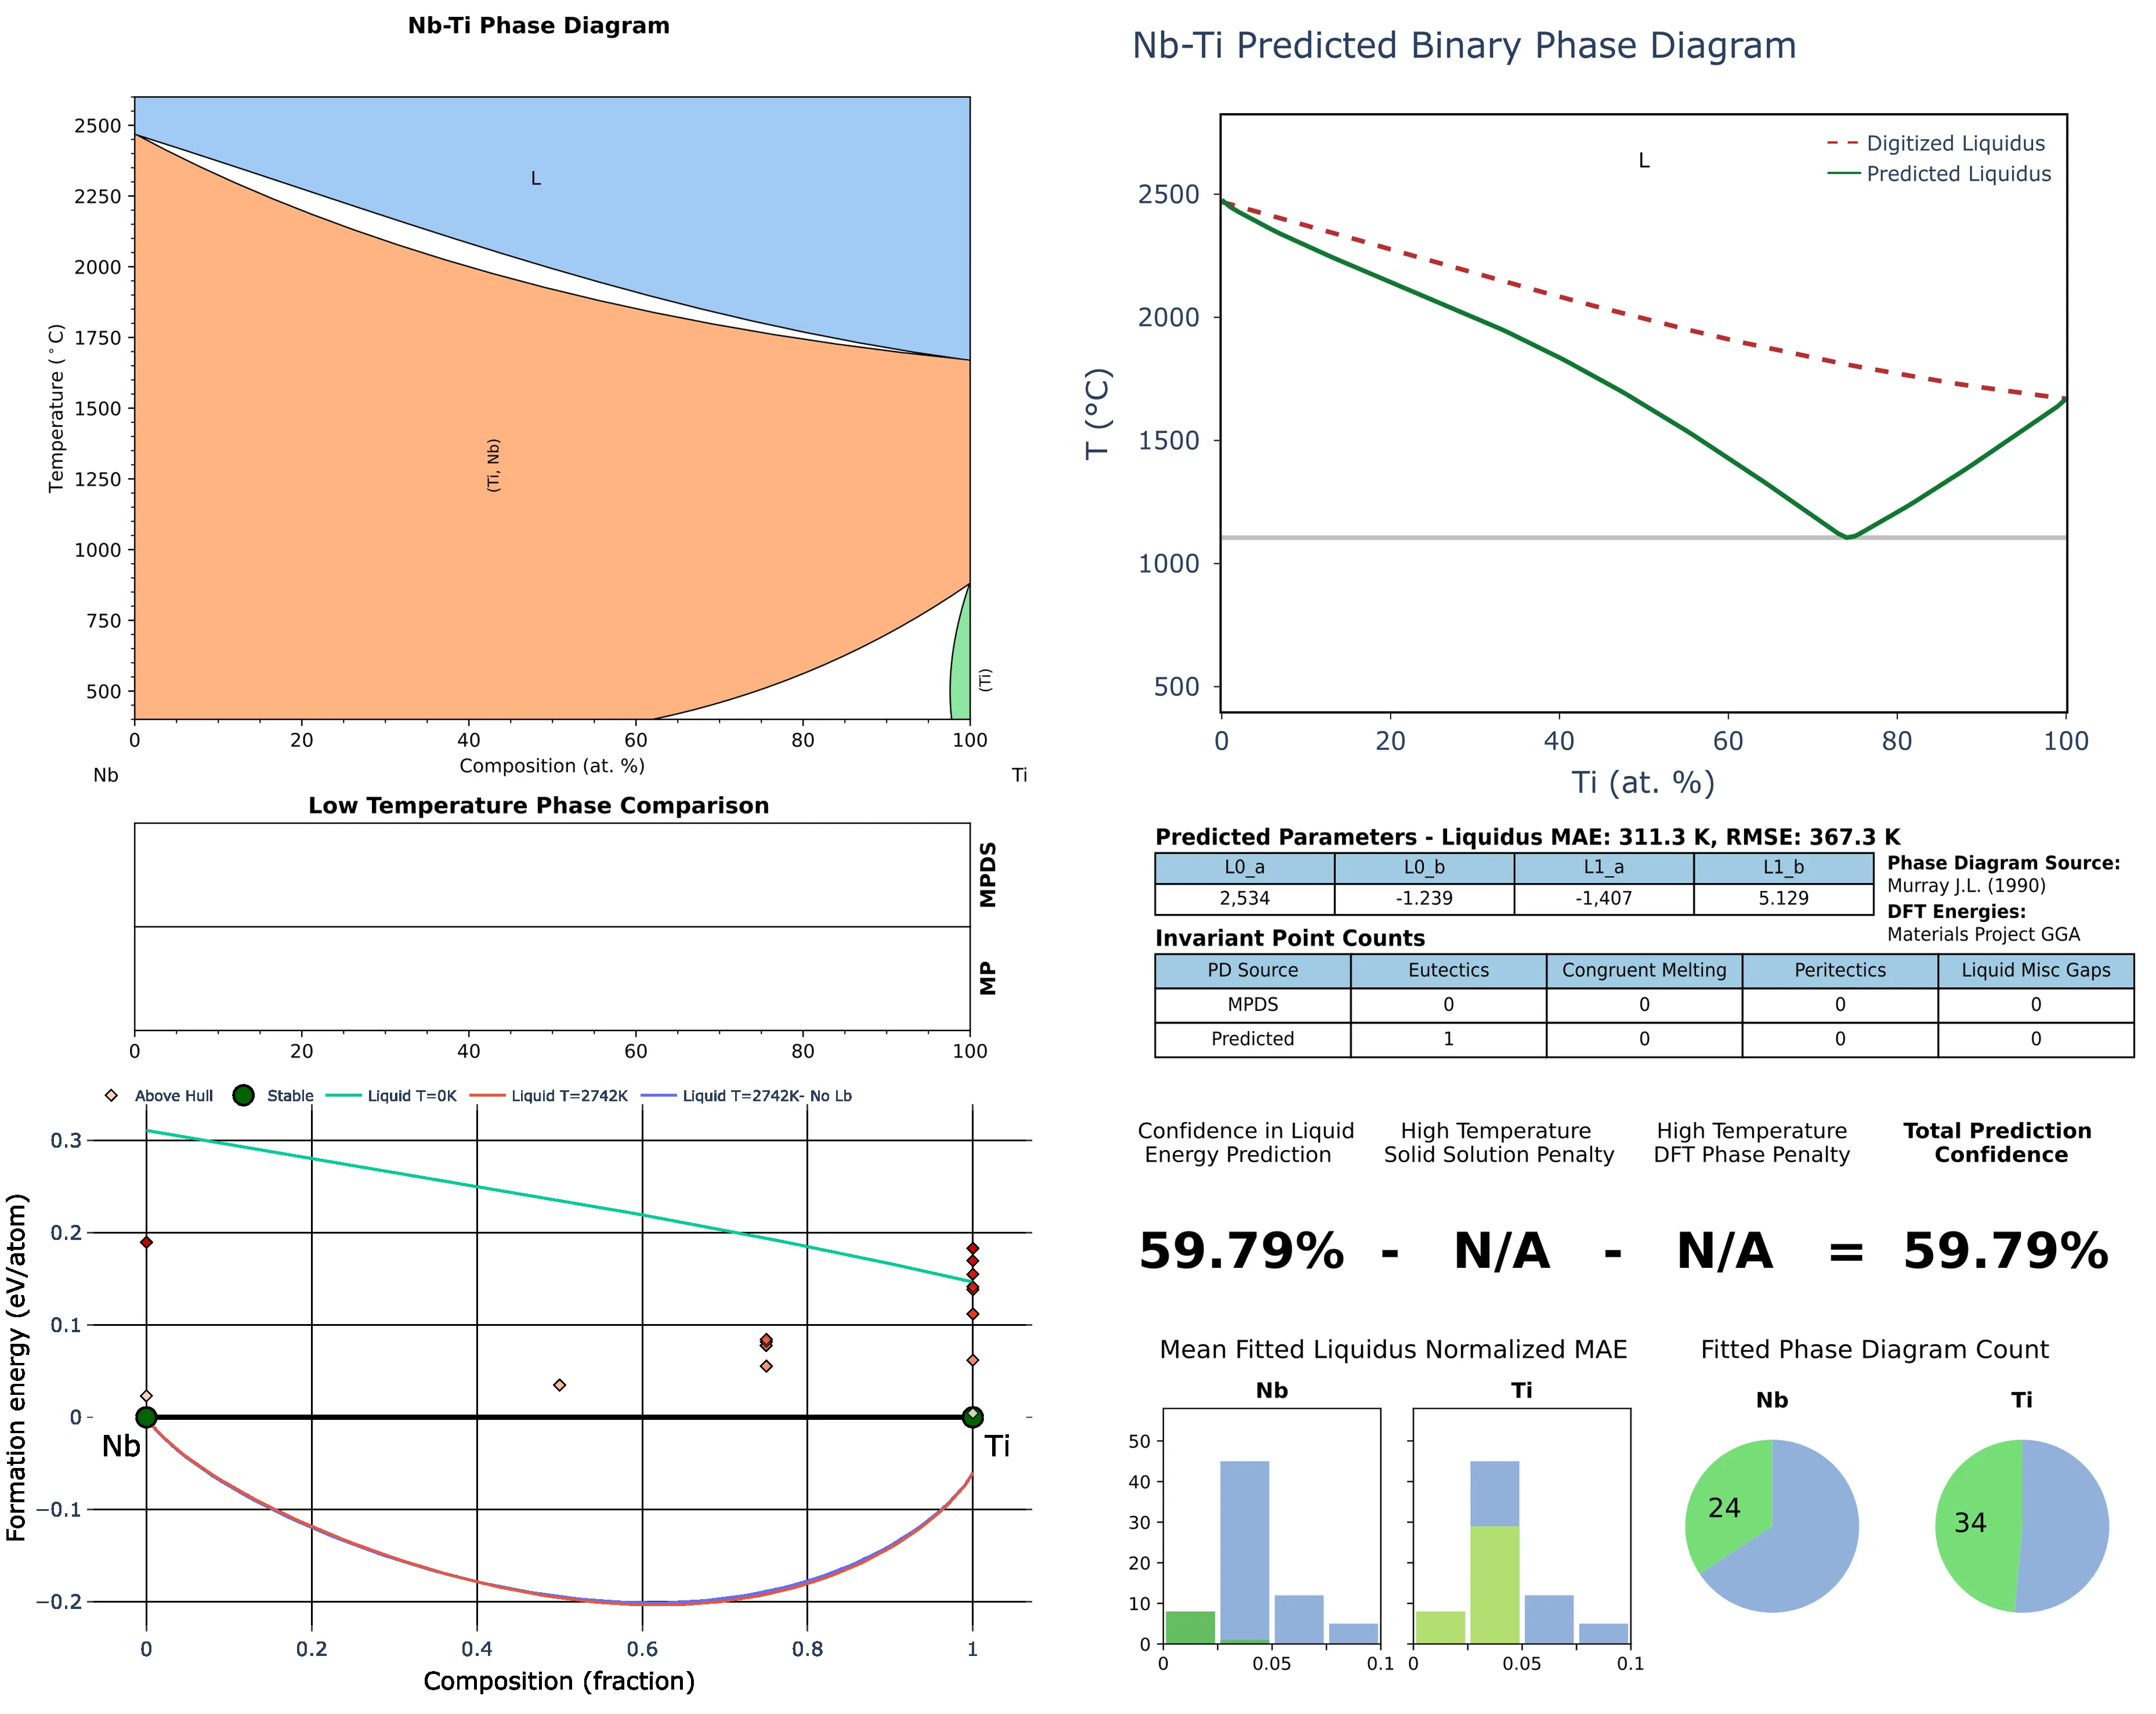 Nb-Ti Phase Diagram
2500
2250
2000
1750
1500
1250
1000
750
500
Temperature (°C)
L
(Ti, Nb)
(Ti)
0 20 40 60 80 100
Composition (at. %)
Nb Ti
Low Temperature Phase Comparison
MPDS
MP
0 20 40 60 80 100
Above Hull Stable Liquid T=0K Liquid T=2742K Liquid T=2742K- No Lb
0.3
0.2
0.1
0
−0.1
−0.2
Formation energy (eV/atom)
Nb Ti
0 0.2 0.4 0.6 0.8 1
Composition (fraction)
Nb-Ti Predicted Binary Phase Diagram
L
Digitized Liquidus
Predicted Liquidus
2500
2000
1500
1000
500
T (°C)
0 20 40 60 80 100
Ti (at. %)
Predicted Parameters - Liquidus MAE: 311.3 K, RMSE: 367.3 K
L0_a L0_b L1_a L1_b
2,534 -1.239 -1,407 5.129
Phase Diagram Source:
Murray J.L. (1990)
DFT Energies:
Materials Project GGA
Invariant Point Counts
PD Source Eutectics Congruent Melting Peritectics Liquid Misc Gaps
MPDS 0 0 0 0
Predicted 1 0 0 0
Confidence in Liquid Energy Prediction
High Temperature Solid Solution Penalty
High Temperature DFT Phase Penalty
Total Prediction Confidence
59.79% - N/A - N/A = 59.79%
Mean Fitted Liquidus Normalized MAE
Nb Ti
50
40
30
20
10
0
0 0.05 0.1 0 0.05 0.1
Fitted Phase Diagram Count
Nb Ti
24 34